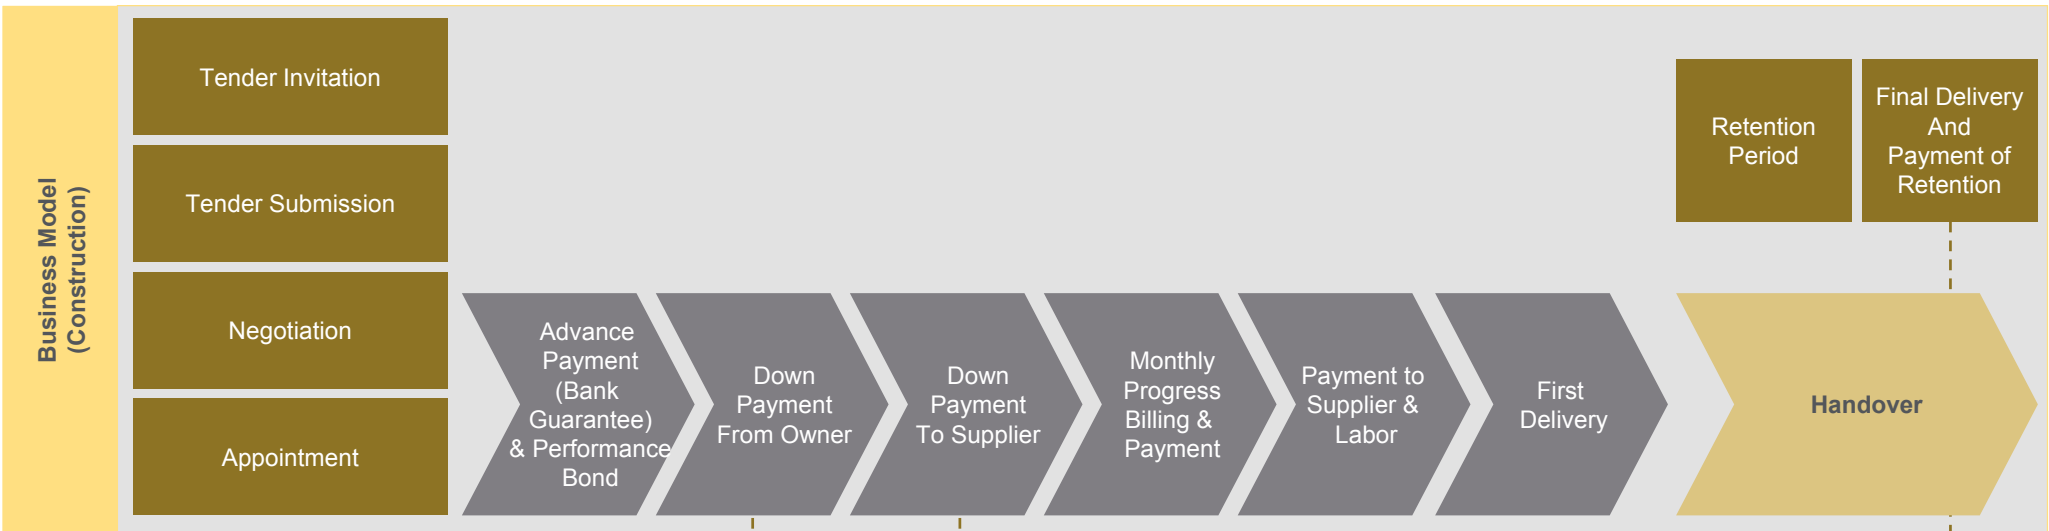 Business Model
(Construction)
Tender Invitation
Tender Submission
Negotiation
Appointment
Advance
Payment
(Bank
Guarantee)
& Performance
Bond
Down
Payment
From Owner
Down
Payment
To Supplier
Monthly
Progress
Billing &
Payment
Payment to
Supplier &
Labor
First
Delivery
Retention
Period
Final Delivery
And
Payment of
Retention
Handover